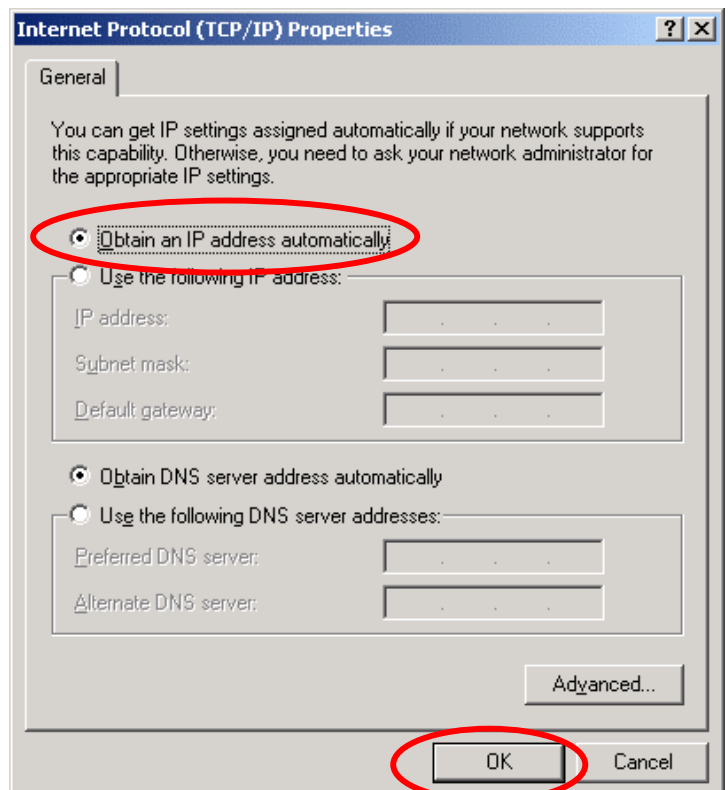 Internet Protocol (TCP/IP) Properties
General
You can get IP settings assigned automatically if your network supports
this capability. Otherwise, you need to ask your network administrator for
the appropriate IP settings.
Obtain an IP address automatically
Use the following IP address:
IP address:
Subnet mask:
Default gateway:
Obtain DNS server address automatically
Use the following DNS server addresses:
Preferred DNS server:
Alternate DNS server:
Advanced...
OK Cancel